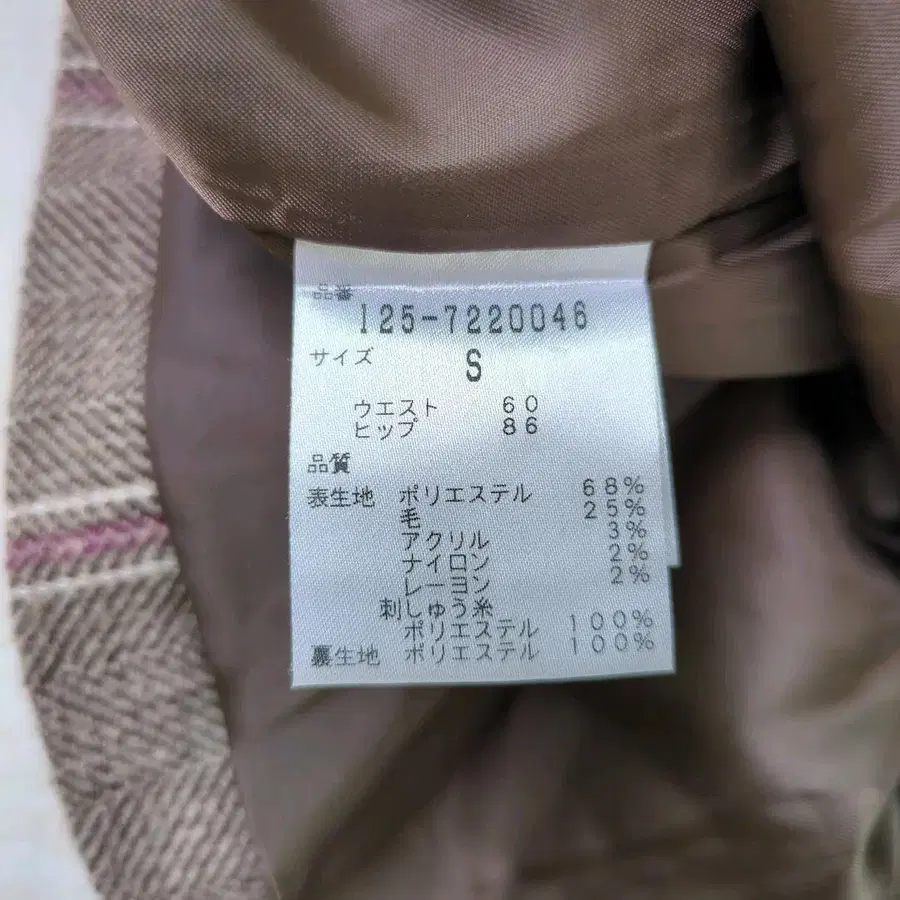 品番
125-7220046
サイズ S
ウエスト 60
ヒップ 86
品質
表生地 ポリエステル 68%
毛 25%
アクリル 3%
ナイロン 2%
レーヨン 2%
刺しゅう糸
ポリエステル 100%
裏生地 ポリエステル 100%